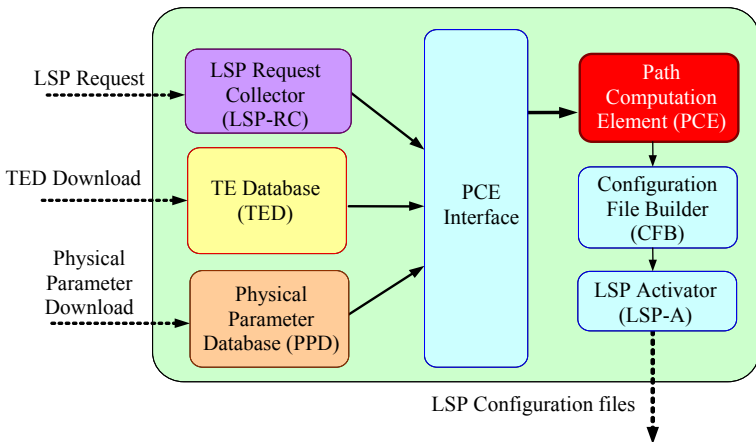 LSP Request
LSP Request
Collector
(LSP-RC)
TED Download
TE Database
(TED)
Physical
Parameter
Download
Physical
Parameter
Database (PPD)
PCE
Interface
Path
Computation
Element (PCE)
Configuration
File Builder
(CFB)
LSP Activator
(LSP-A)
LSP Configuration files